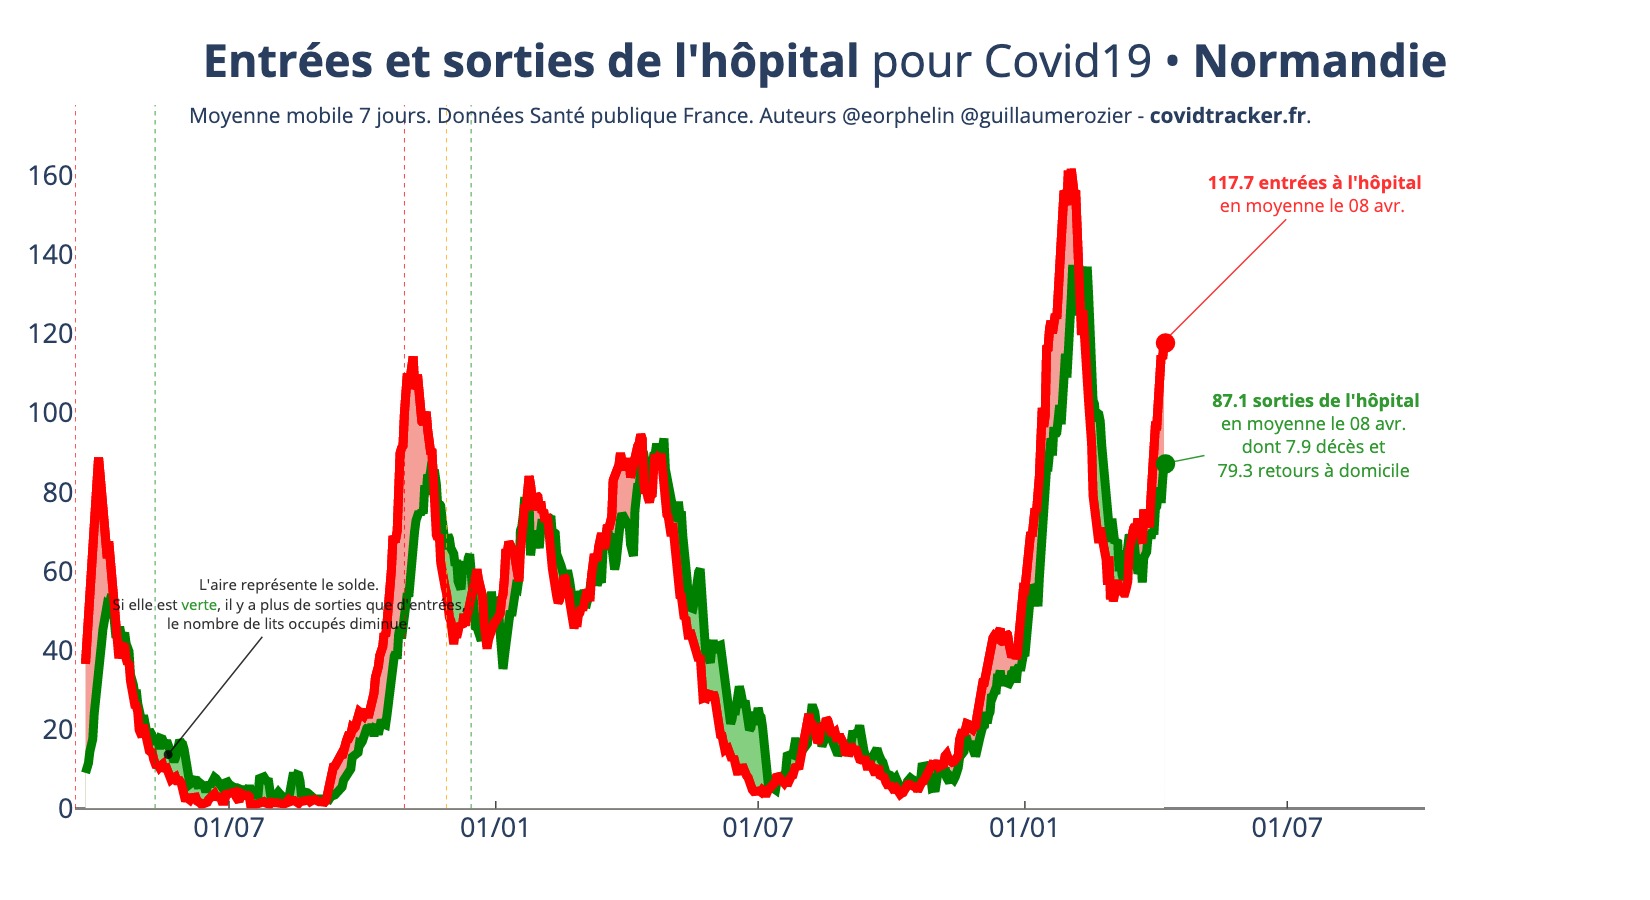 Entrées et sorties de l'hôpital pour Covid19 • Normandie
Moyenne mobile 7 jours. Données Santé publique France. Auteurs @eorphelin @guillaumerozier - covidtracker.fr.
160
140
120
100
80
60
40
20
0
117.7 entrées à l'hôpital
en moyenne le 08 avr.
87.1 sorties de l'hôpital
en moyenne le 08 avr.
dont 7.9 décès et
79.3 retours à domicile
L'aire représente le solde.
Si elle est verte, il y a plus de sorties que d'entrées,
le nombre de lits occupés diminue.
01/07
01/01
01/07
01/01
01/07